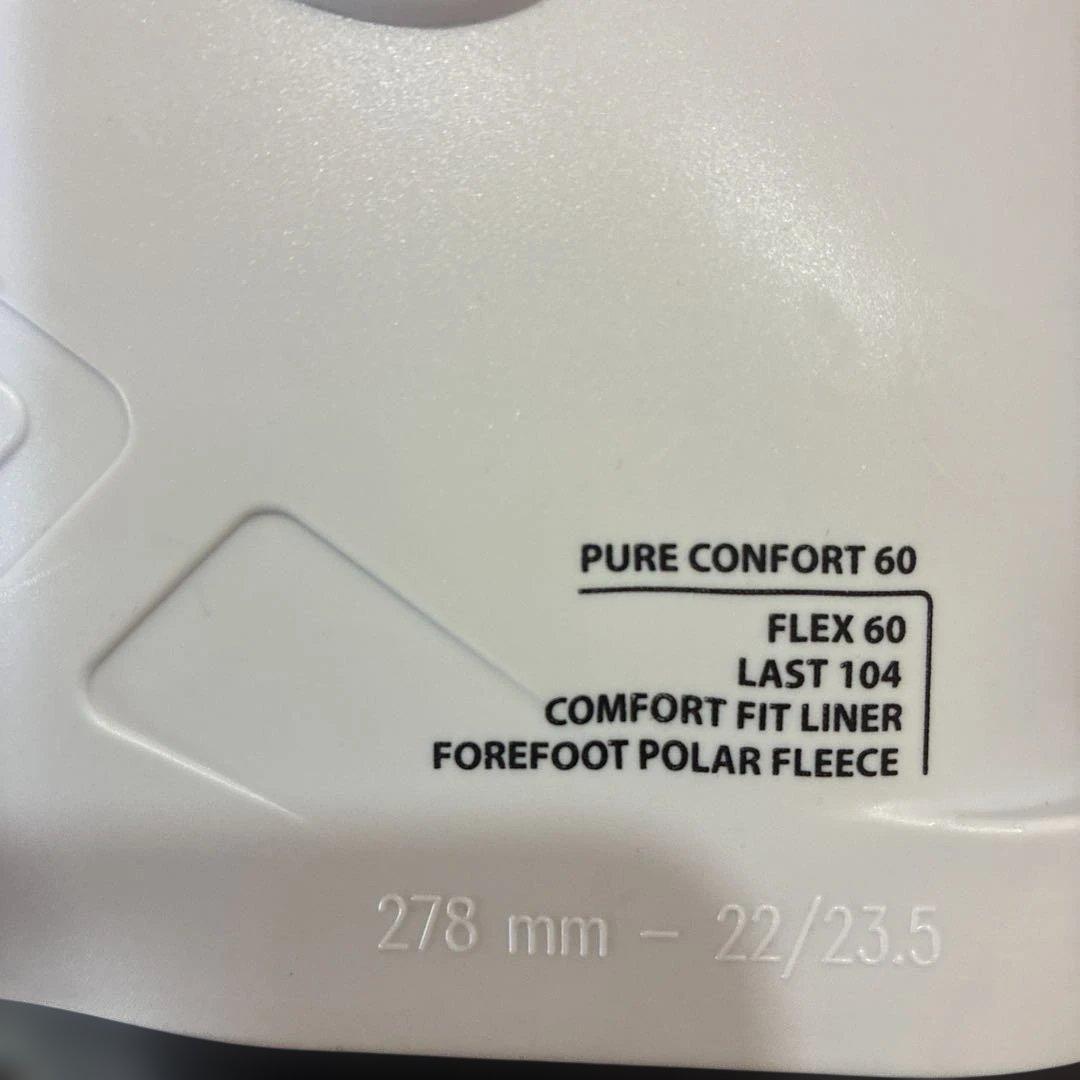 PURE CONFORT 60
FLEX 60
LAST 104
COMFORT FIT LINER
FOREFOOT POLAR FLEECE
278 mm – 22/23.5